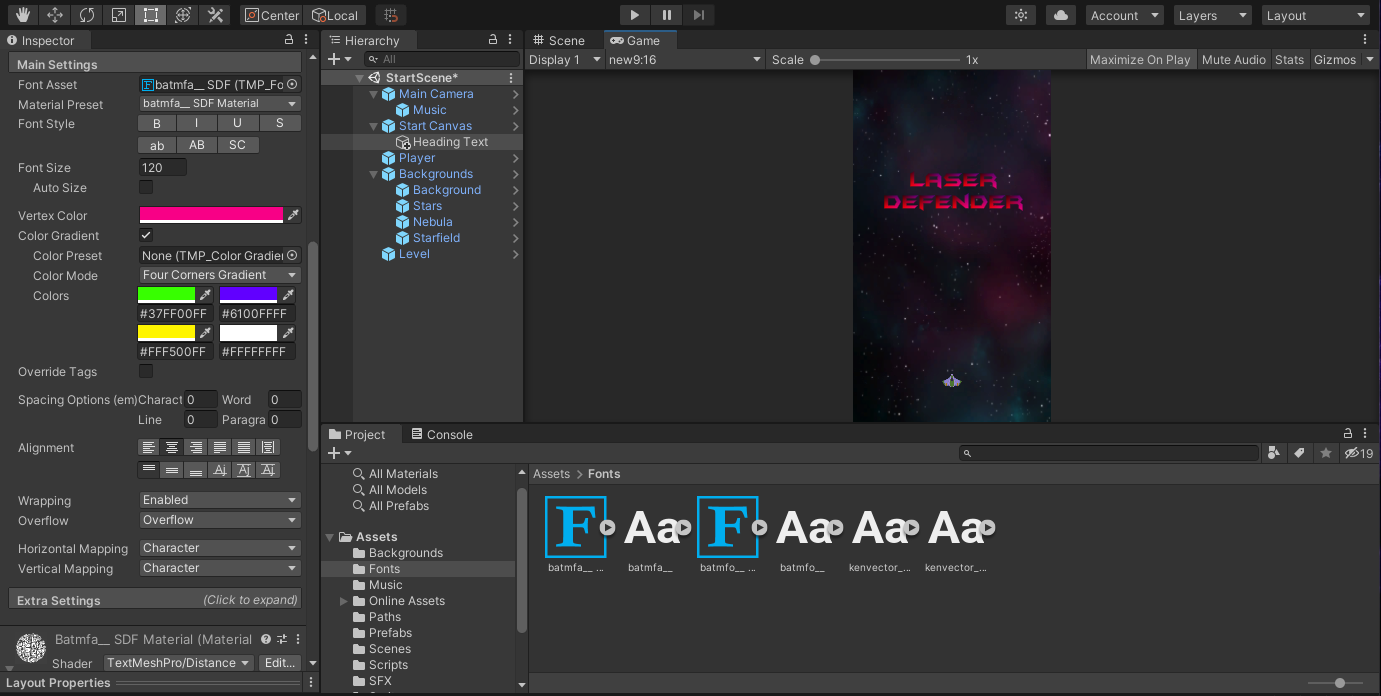 Center Local Account Layers Layout
Inspector
Main Settings
Font Asset batmfa__ SDF (TMP_Fo
Material Preset batmfa__ SDF Material
Font Style B I U S
ab AB SC
Font Size 120
Auto Size
Vertex Color
Color Gradient
Color Preset None (TMP_Color Gradier
Color Mode Four Corners Gradient
Colors
#37FF00FF #6100FFFF
#FFF500FF #FFFFFFFF
Override Tags
Spacing Options (em) Charact 0 Word 0
Line 0 Paragra 0
Alignment
Wrapping Enabled
Overflow Overflow
Horizontal Mapping Character
Vertical Mapping Character
Extra Settings (Click to expand)
Batmfa__ SDF Material (Material
Shader TextMeshPro/Distance Edit...
Layout Properties
Hierarchy
All
StartScene*
Main Camera
Music
Start Canvas
Heading Text
Player
Backgrounds
Background
Stars
Nebula
Starfield
Level
Scene Game
Display 1 new9:16 Scale 1x Maximize On Play Mute Audio Stats Gizmos
LASER
DEFENDER
Project Console
19
All Materials
All Models
All Prefabs
Assets
Backgrounds
Fonts
Music
Online Assets
Paths
Prefabs
Scenes
Scripts
SFX
Assets > Fonts
F Aa F Aa Aa Aa
batmfa__ ... batmfa__ batmfo__ ... batmfo__ kenvector_... kenvector_...